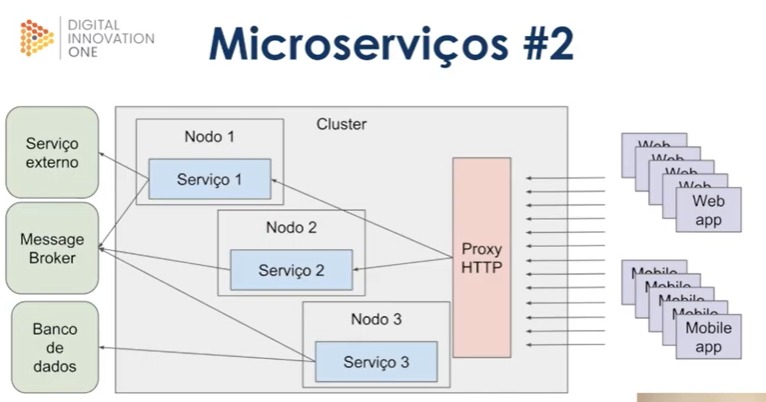 DIGITAL
INNOVATION
ONE
Microserviços #2
Serviço
externo
Message
Broker
Banco
de
dados
Cluster
Nodo 1
Serviço 1
Nodo 2
Serviço 2
Nodo 3
Serviço 3
Proxy
HTTP
Web
Web
Web
Web
Web
app
Mobile
Mobile
Mobile
Mobile
Mobile
app